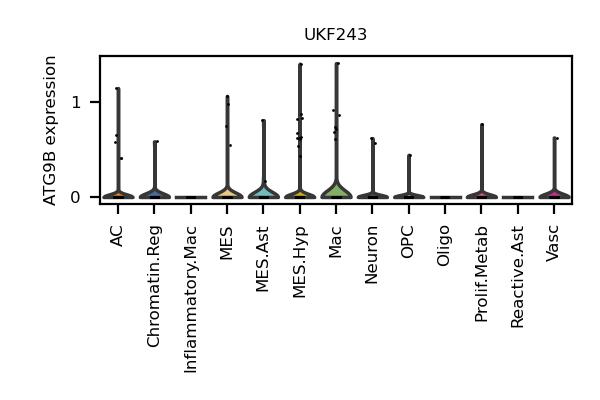 UKF243
ATG9B expression
1
0
AC
Chromatin.Reg
Inflammatory.Mac
MES
MES.Ast
MES.Hyp
Mac
Neuron
OPC
Oligo
Prolif.Metab
Reactive.Ast
Vasc